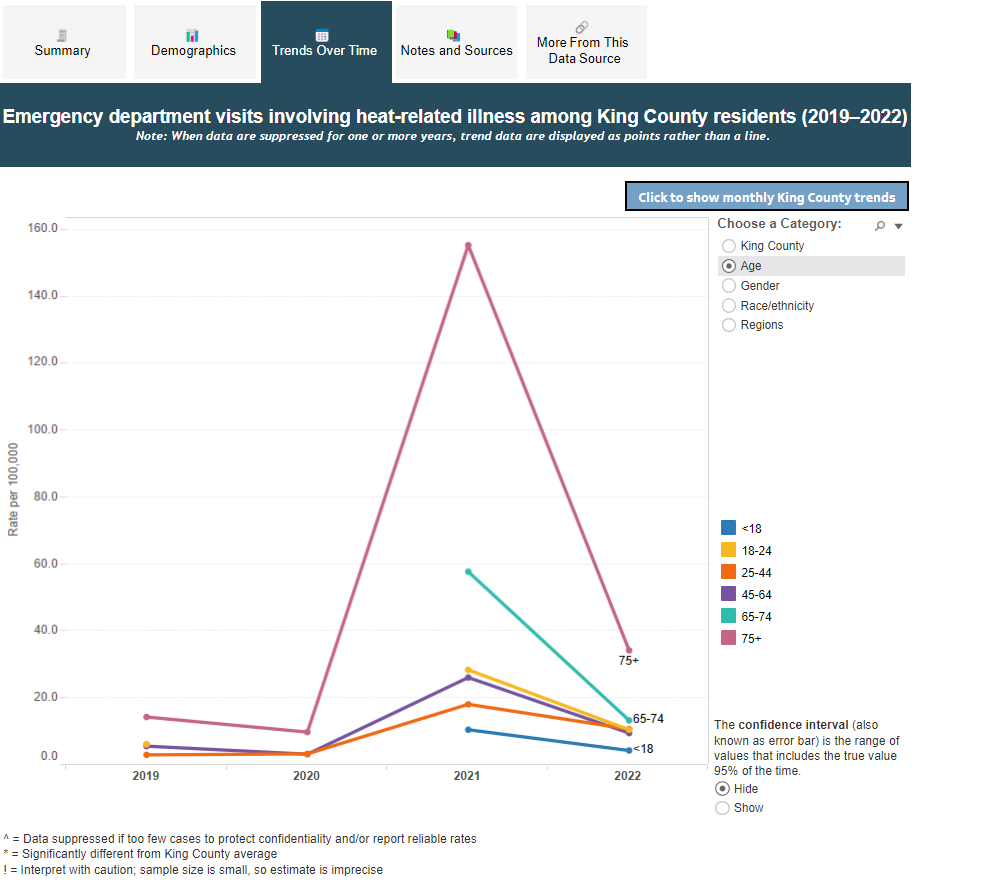 Summary
Demographics
Trends Over Time
Notes and Sources
More From This
Data Source
Emergency department visits involving heat-related illness among King County residents (2019–2022)
Note: When data are suppressed for one or more years, trend data are displayed as points rather than a line.
Click to show monthly King County trends
Choose a Category:
King County
Age
Gender
Race/ethnicity
Regions
Rate per 100,000
160.0
140.0
120.0
100.0
80.0
60.0
40.0
20.0
0.0
75+
65-74
<18
2019
2020
2021
2022
<18
18-24
25-44
45-64
65-74
75+
The confidence interval (also
known as error bar) is the range of
values that includes the true value
95% of the time.
Hide
Show
^ = Data suppressed if too few cases to protect confidentiality and/or report reliable rates
* = Significantly different from King County average
! = Interpret with caution; sample size is small, so estimate is imprecise